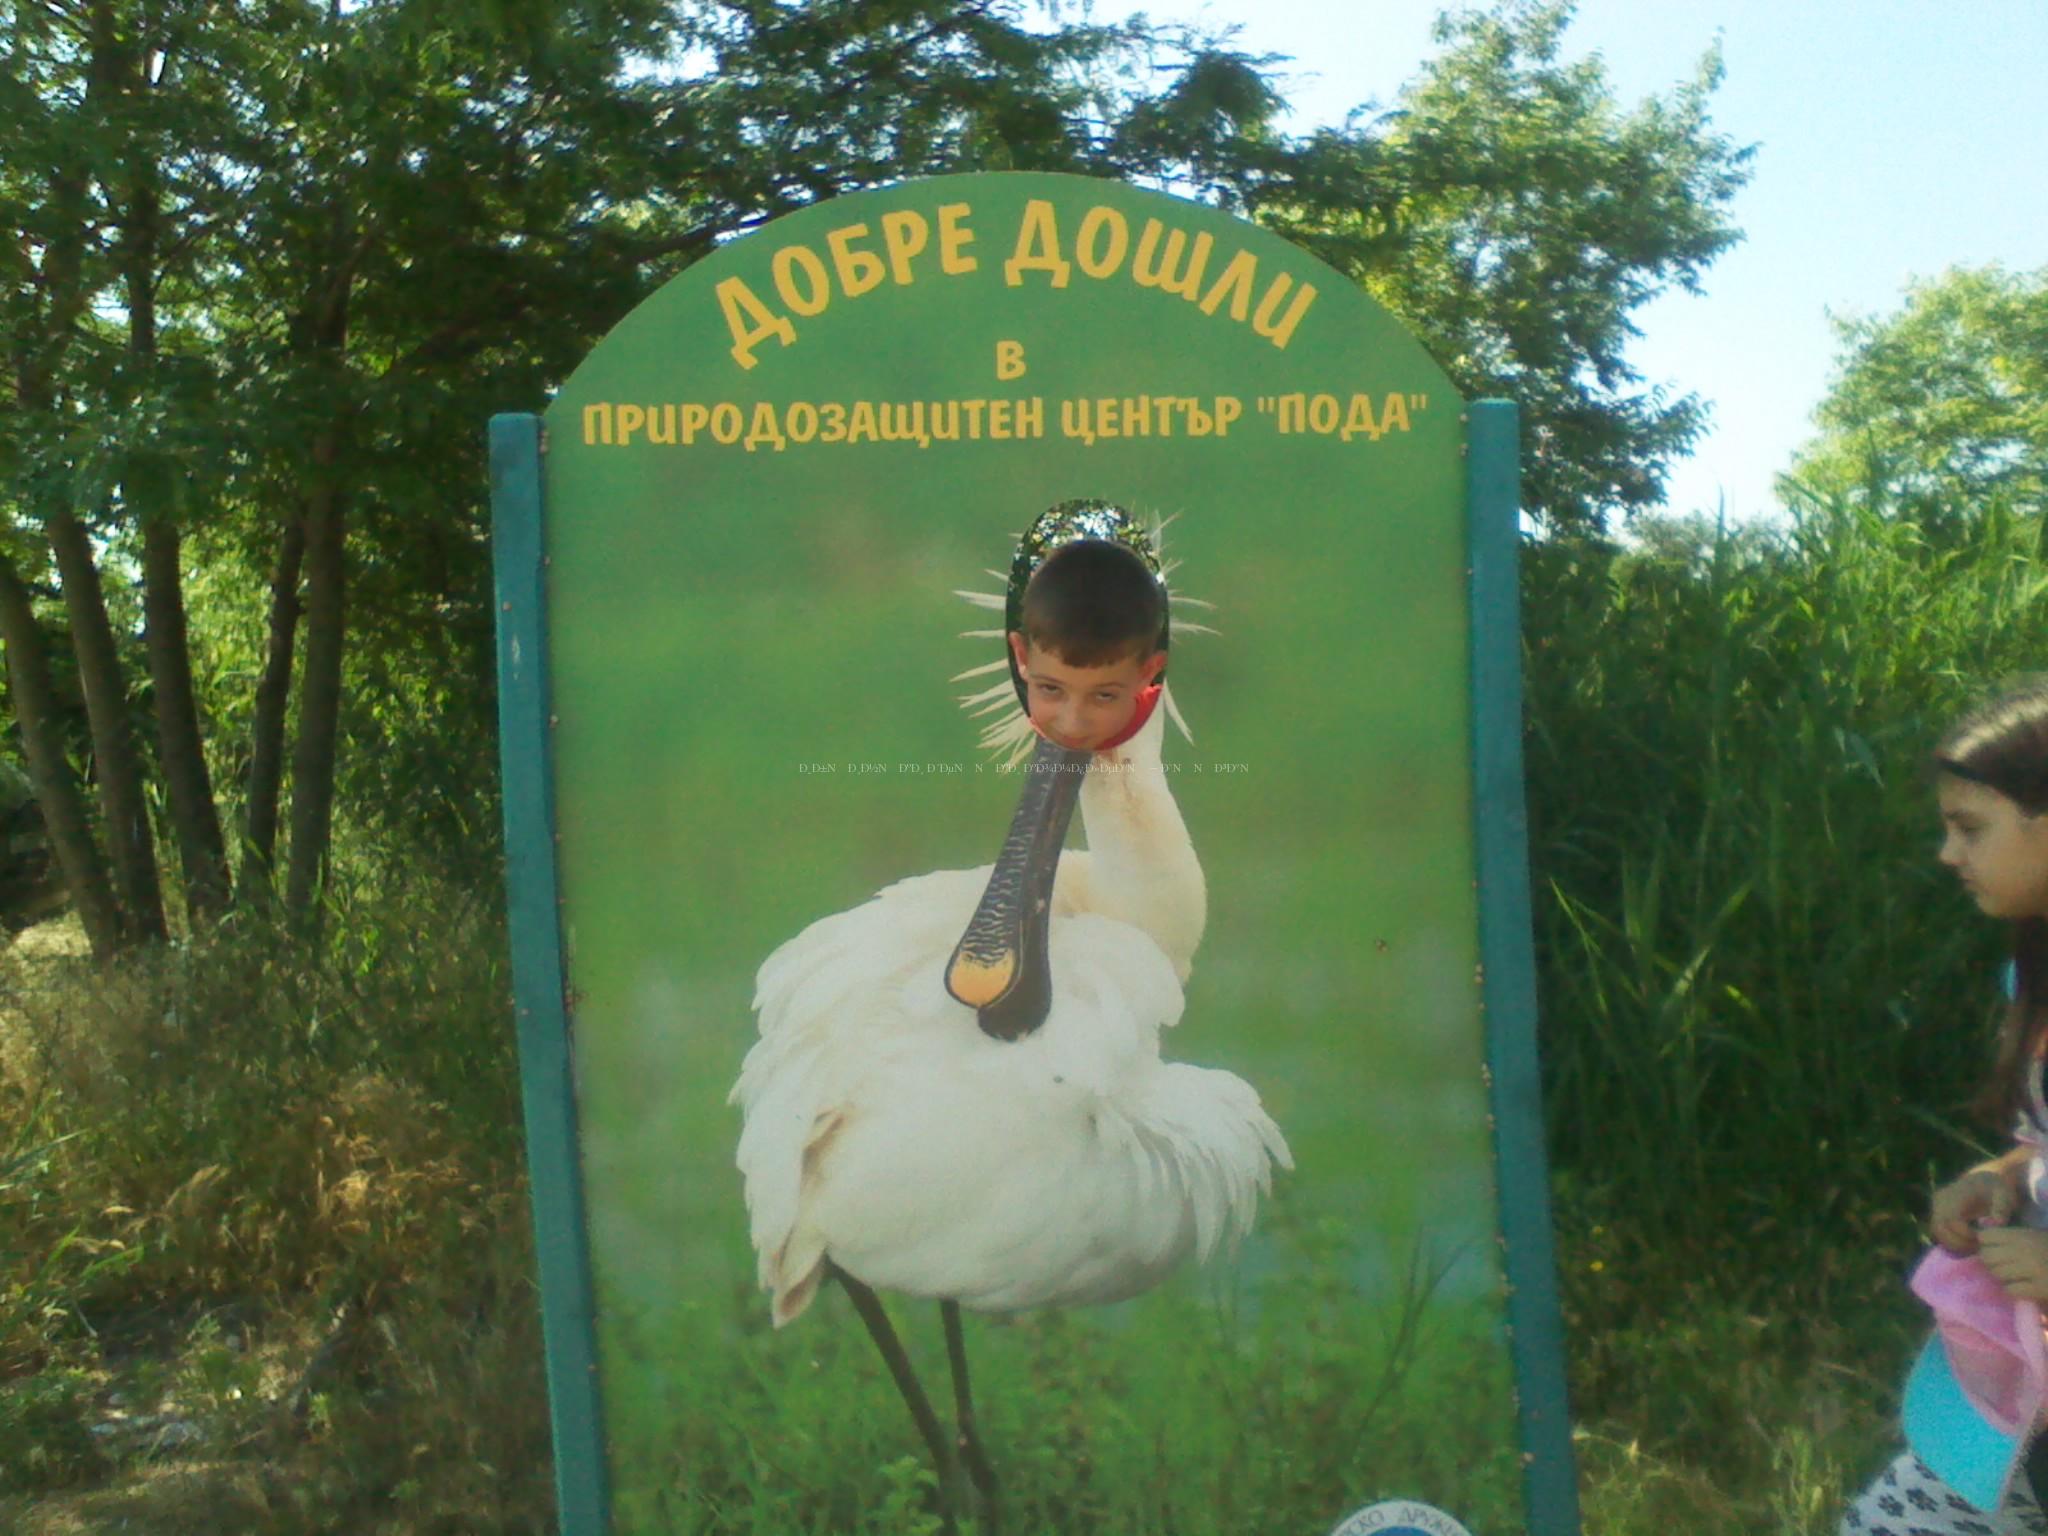 ДОБРЕ ДОШЛИ
В
ПРИРОДОЗАЩИТЕН ЦЕНТЪР "ПОДА"